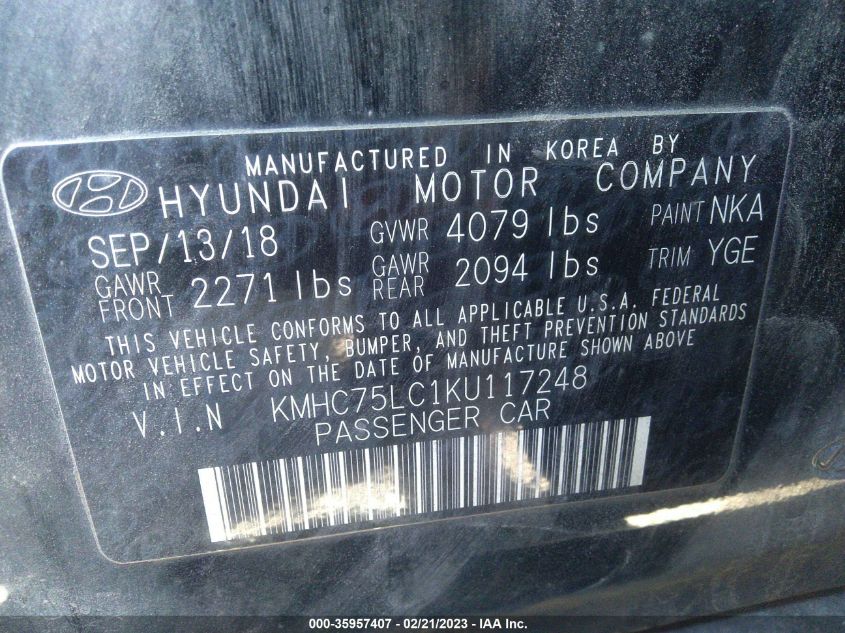 MANUFACTURED IN KOREA BY
HYUNDAI MOTOR COMPANY
SEP/13/18 GVWR 4079 lbs PAINT NKA
GAWR FRONT 2271 lbs GAWR REAR 2094 lbs TRIM YGE
THIS VEHICLE CONFORMS TO ALL APPLICABLE U.S.A. FEDERAL
MOTOR VEHICLE SAFETY, BUMPER, AND THEFT PREVENTION STANDARDS
IN EFFECT ON THE DATE OF MANUFACTURE SHOWN ABOVE
V.I.N KMHC75LC1KU117248
PASSENGER CAR
000-35957407 - 02/21/2023 - IAA Inc.